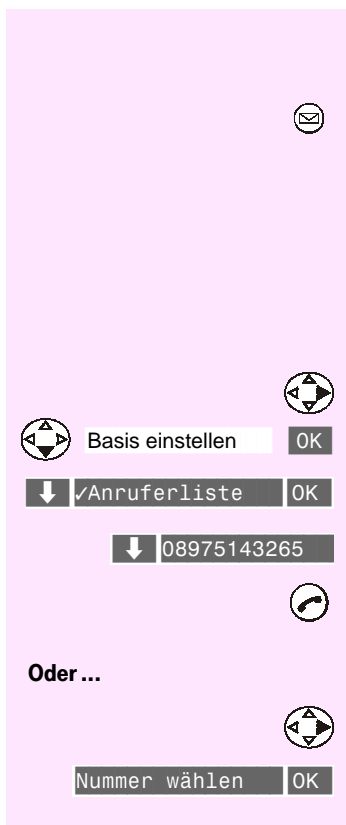 Basis einstellen OK
✓Anruferliste OK
08975143265
Oder ...
Nummer wählen OK